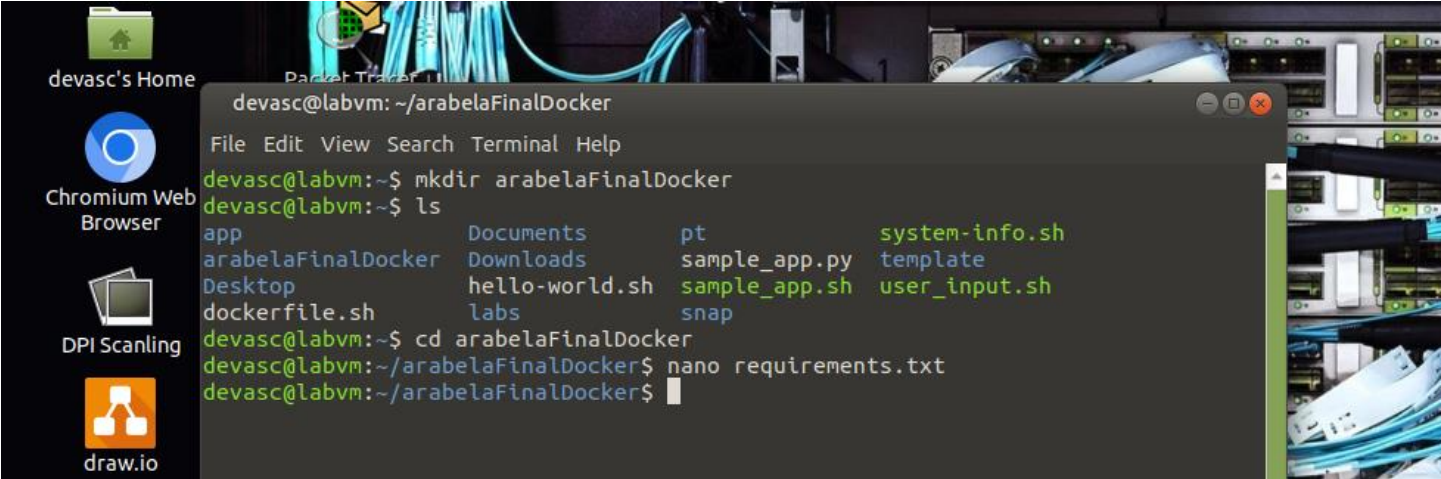 devasc's Home
Packet Tracer
Chromium Web
Browser
DPI Scanling
draw.io
devasc@labvm: ~/arabelaFinalDocker
File Edit View Search Terminal Help
devasc@labvm:~$ mkdir arabelaFinalDocker
devasc@labvm:~$ ls
app Documents pt system-info.sh
arabelaFinalDocker Downloads sample_app.py template
Desktop hello-world.sh sample_app.sh user_input.sh
dockerfile.sh labs snap
devasc@labvm:~$ cd arabelaFinalDocker
devasc@labvm:~/arabelaFinalDocker$ nano requirements.txt
devasc@labvm:~/arabelaFinalDocker$